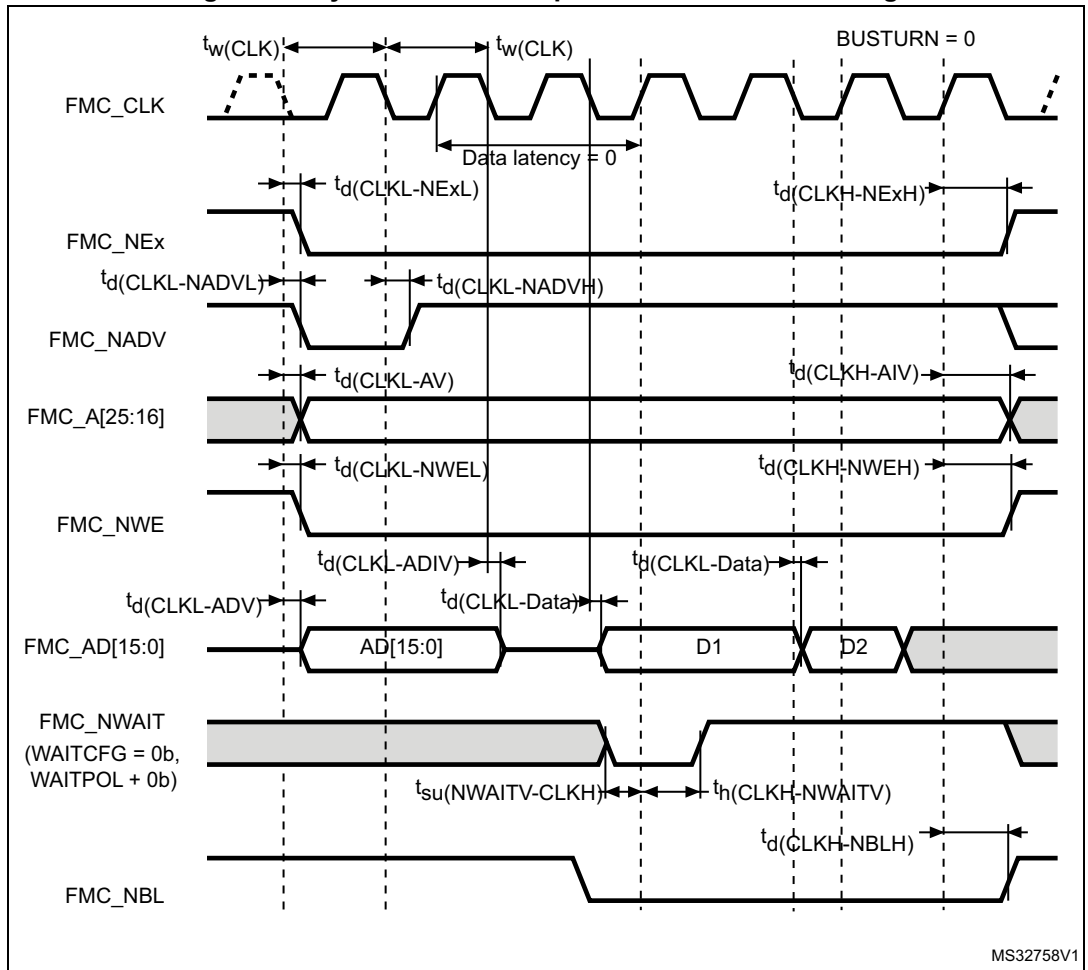 tw(CLK) tw(CLK) BUSTURN = 0
FMC_CLK
Data latency = 0
td(CLKL-NExL) td(CLKH-NExH)
FMC_NEx
td(CLKL-NADVL) td(CLKL-NADVH)
FMC_NADV
td(CLKL-AV) td(CLKH-AIV)
FMC_A[25:16]
td(CLKL-NWEL) td(CLKH-NWEH)
FMC_NWE
td(CLKL-ADIV) td(CLKL-Data)
td(CLKL-ADV) td(CLKL-Data)
FMC_AD[15:0] AD[15:0] D1 D2
FMC_NWAIT
(WAITCFG = 0b,
WAITPOL + 0b)
tsu(NWAITV-CLKH) th(CLKH-NWAITV)
td(CLKH-NBLH)
FMC_NBL
MS32758V1